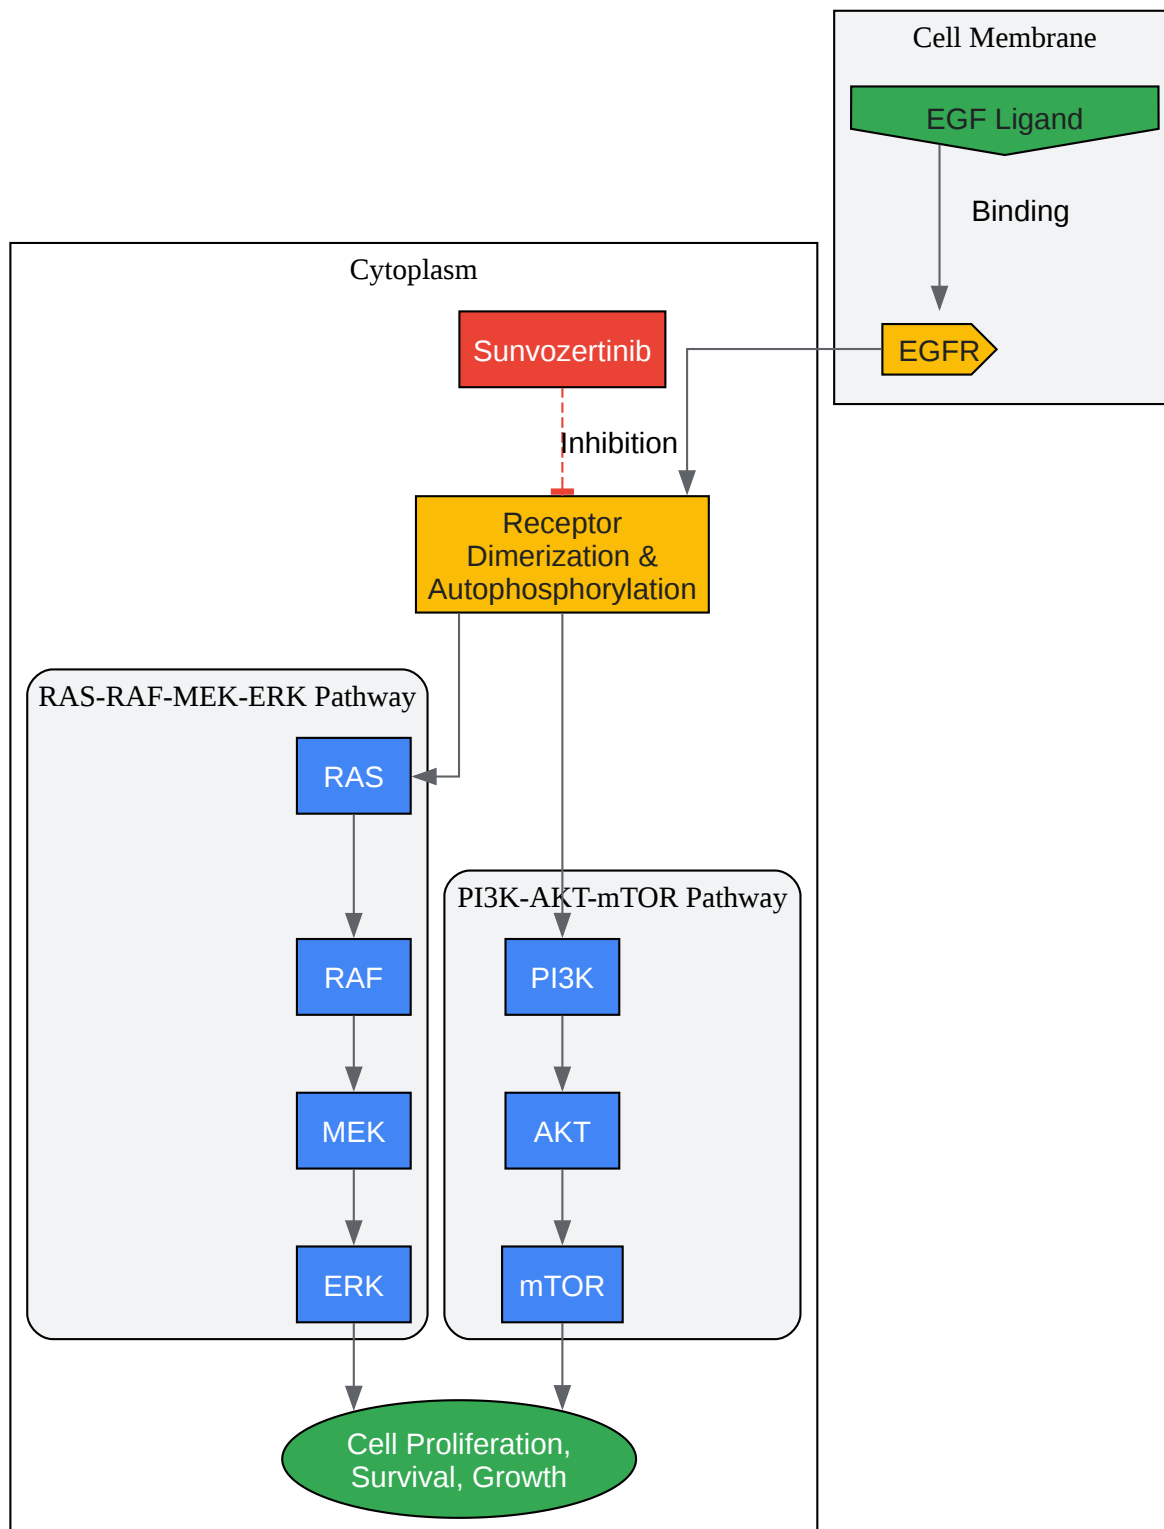 Cell Membrane
EGF Ligand
Binding
EGFR
Cytoplasm
Sunvozertinib
Inhibition
Receptor
Dimerization &
Autophosphorylation
RAS-RAF-MEK-ERK Pathway
RAS
RAF
MEK
ERK
PI3K-AKT-mTOR Pathway
PI3K
AKT
mTOR
Cell Proliferation,
Survival, Growth